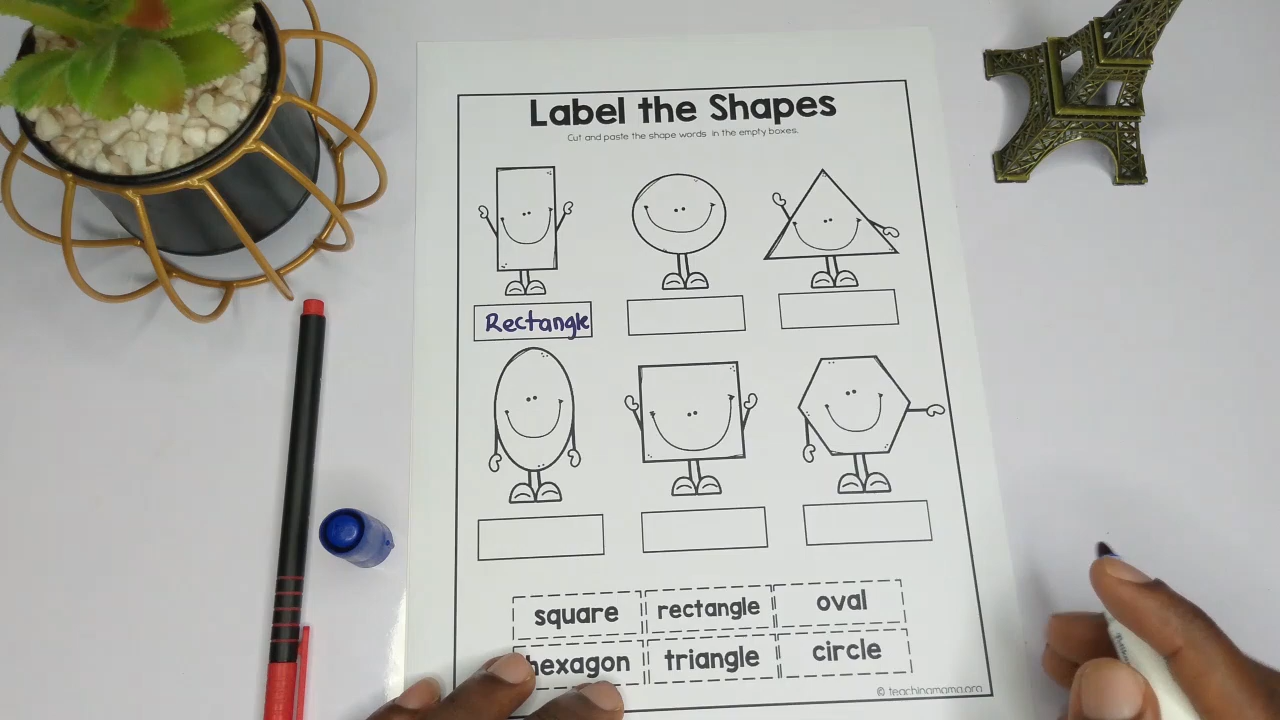 Label the Shapes
Cut and paste the shape words in the empty boxes.
Rectangle
square rectangle oval
hexagon triangle circle
© teachingmama.org